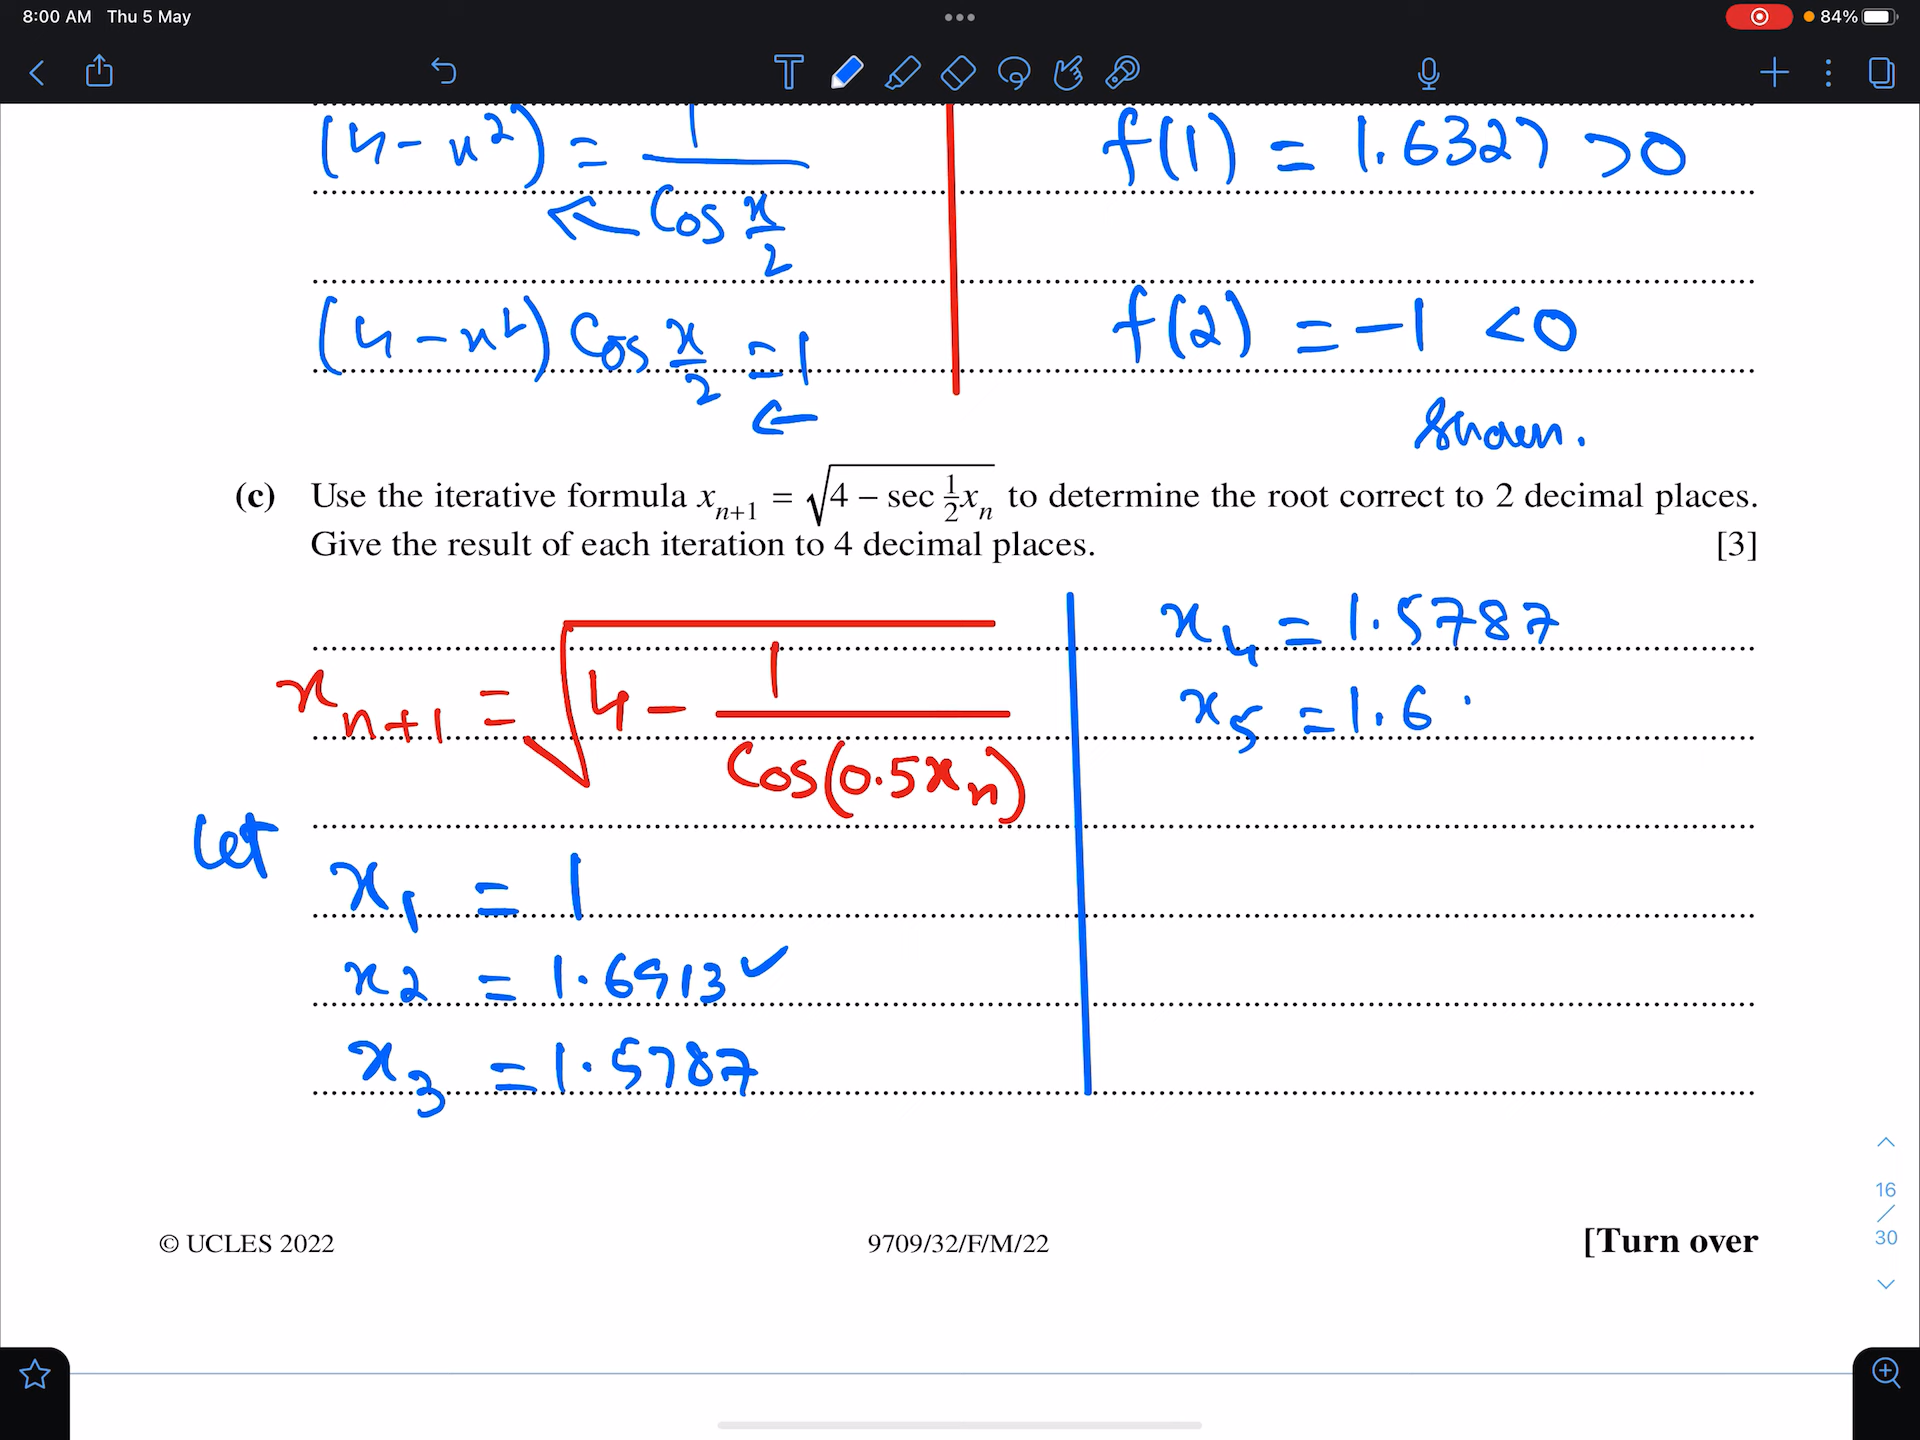 8:00 AM Thu 5 May
84%
(4 - x²) = 1 / Cos x/2
f(1) = 1.6327 > 0
(4 - x²) Cos x/2 = 1
f(2) = -1 < 0
Shown.
(c) Use the iterative formula xₙ₊₁ = √(4 − sec ½xₙ) to determine the root correct to 2 decimal places.
Give the result of each iteration to 4 decimal places. [3]
xₙ₊₁ = √(4 - 1 / Cos(0.5xₙ))
Let
x₁ = 1
x2 = 1.6913 ✓
x₃ = 1.5787
x₄ = 1.5787
x₅ = 1.6
16 / 30
© UCLES 2022
9709/32/F/M/22
[Turn over